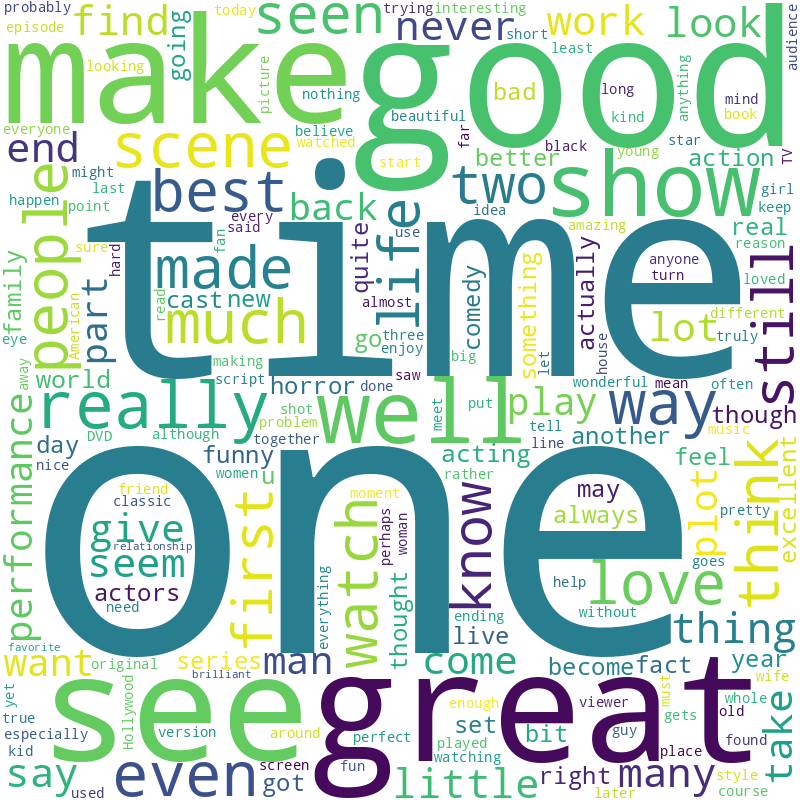 probably
trying
interesting
audience
episode
today
find
going
seen
never
short
work
least
look
make
good
looking
picture
nothing
beautiful
bad
long
kind
anything
mind
book
everyone
believe
watched
far
black
star
young
end
scene
start
better
action
TV
might
happen
last
point
people
best
back
two
show
girl
keep
idea
every
said
life
quite
use
amazing
real
reason
sure
hard
time
fan
made
comedy
something
actually
anyone
turn
loved
still
eye
family
American
part
cast
new
read
much
almost
go
three
enjoy
let
house
lot
different
truly
away
world
making
script
horror
done
saw
big
wonderful
mean
often
really
shot
problem
well
meet
put
play
way
though
performance
day
DVD
although
together
tell
line
another
music
nice
funny
women
u
acting
rather
feel
plot
think
excellent
one
friend
classic
first
moment
watch
perhaps
woman
know
may
always
pretty
give
relationship
seem
actors
need
everything
thought
goes
help
love
without
ending
live
thing
favorite
want
original
series
man
brilliant
come
become
fact
year
wife
yet
true
especially
kid
Hollywood
see
version
around
great
perfect
enough
played
watching
set
bit
viewer
guy
must
gets
place
whole
old
found
take
say
used
even
screen
got
fun
little
right
many
later
style
course